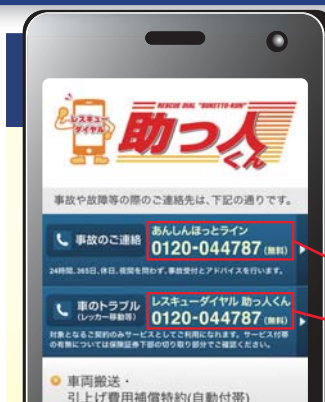 レスキュー
ダイヤル
RESCUE DIAL "SUKETTO-KUN"
助っ人
くん
事故や故障等の際のご連絡先は、下記の通りです。
事故のご連絡
あんしんほっとライン
0120-044787(無料)
24時間、365日、休日、夜間を問わず、事故受付とアドバイスを行います。
車のトラブル
(レッカー移動等)
レスキューダイヤル 助っ人くん
0120-044787(無料)
対象となるご契約のみサービスとしてご利用になれます。サービス付帯
の有無については保険証券下部の切り取り部分でご確認ください。
車両搬送・
引上げ費用補償特約(自動付帯)